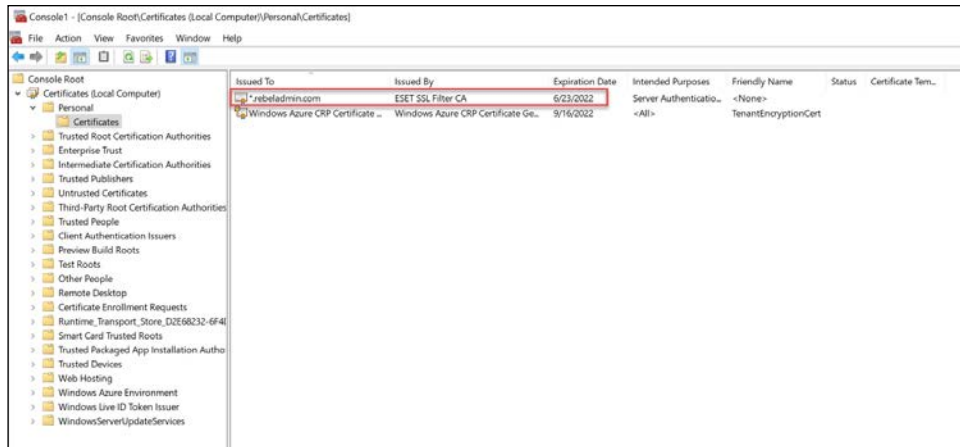 Console1 - [Console Root\Certificates (Local Computer)\Personal\Certificates]
File Action View Favorites Window Help
Console Root
Certificates (Local Computer)
Personal
Certificates
Trusted Root Certification Authorities
Enterprise Trust
Intermediate Certification Authorities
Trusted Publishers
Untrusted Certificates
Third-Party Root Certification Authorities
Trusted People
Client Authentication Issuers
Preview Build Roots
Test Roots
Other People
Remote Desktop
Certificate Enrollment Requests
Runtime_Transport_Store_D2E68232-6F4
Smart Card Trusted Roots
Trusted Packaged App Installation Autho
Trusted Devices
Web Hosting
Windows Azure Environment
Windows Live ID Token Issuer
WindowsServerUpdateServices
Issued To Issued By Expiration Date Intended Purposes Friendly Name Status Certificate Tem...
*.rebeladmin.com ESET SSL Filter CA 6/23/2022 Server Authenticatio... <None>
Windows Azure CRP Certificate ... Windows Azure CRP Certificate Ge... 9/16/2022 <All> TenantEncryptionCert